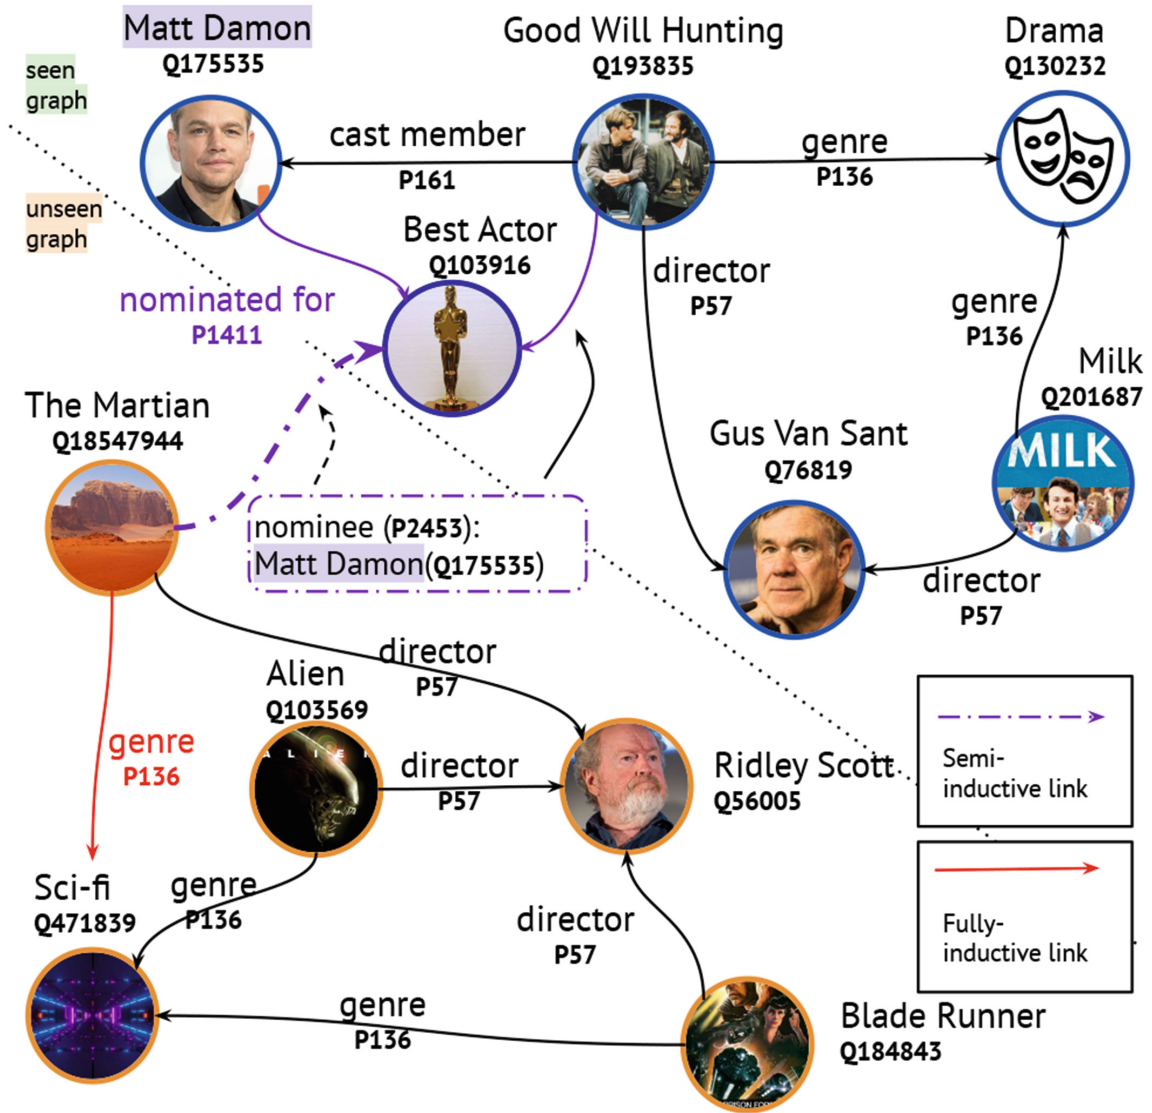 Matt Damon
Q175535
Good Will Hunting
Q193835
Drama
Q130232
seen
graph
cast member
P161
genre
P136
unseen
graph
Best Actor
Q103916
director
P57
nominated for
P1411
genre
P136
Milk
Q201687
MILK
The Martian
Q18547944
Gus Van Sant
Q76819
nominee (P2453):
Matt Damon(Q175535)
director
P57
director
P57
Alien
Q103569
ALIEN
genre
P136
director
P57
Ridley Scott
Q56005
Semi-
inductive link
Sci-fi
Q471839
genre
P136
director
P57
Fully-
inductive link
genre
P136
Blade Runner
Q184843